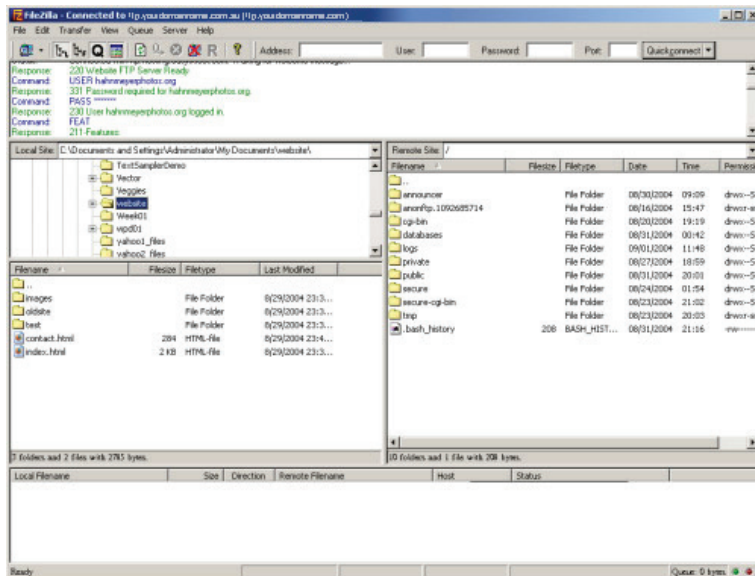 FileZilla - Connected to ftp.yourdomainname.com.au (ftp.yourdomainname.com)
File Edit Transfer View Queue Server Help
Address: User: Password: Port: Quickconnect
Response: 220 Website FTP Server Ready
Command: USER hahnmeyerphotos.org
Response: 331 Password required for hahnmeyerphotos.org.
Command: PASS *******
Response: 230 User hahnmeyerphotos.org logged in.
Command: FEAT
Response: 211-Features:
Local Site: C:\Documents and Settings\Administrator\My Documents\website\
TextSamplerDemo
Vector
Veggies
website
Week01
wpd01
yahoo1_files
yahoo2_files
Filename Filesize Filetype Last Modified
..
images File Folder 8/29/2004 23:3...
oldsite File Folder 8/29/2004 23:3...
test File Folder 8/29/2004 23:3...
contact.html 284 HTML-file 8/29/2004 23:4...
index.html 2 KB HTML-file 8/29/2004 23:3...
folders and 2 files with 2785 bytes.
Remote Site: /
Filename Filesize Filetype Date Time Permissi
..
announcer File Folder 08/30/2004 09:09 drwx--S
anonftp.1092685714 File Folder 08/16/2004 15:47 drwxr-s
cgi-bin File Folder 08/20/2004 19:19 drwx--S
databases File Folder 08/31/2004 00:42 drwx--S
logs File Folder 09/01/2004 11:48 drwx--S
private File Folder 08/27/2004 18:59 drwx--S
public File Folder 08/31/2004 20:01 drwx--S
secure File Folder 08/24/2004 01:54 drwx--S
secure-cgi-bin File Folder 08/23/2004 21:02 drwx--S
tmp File Folder 08/23/2004 20:03 drwxr-s
.bash_history 208 BASH_HIST... 08/31/2004 21:16 -rw-----
10 folders and 1 file with 208 bytes.
Local Filename Size Direction Remote Filename Host Status
Ready Queue: 0 bytes